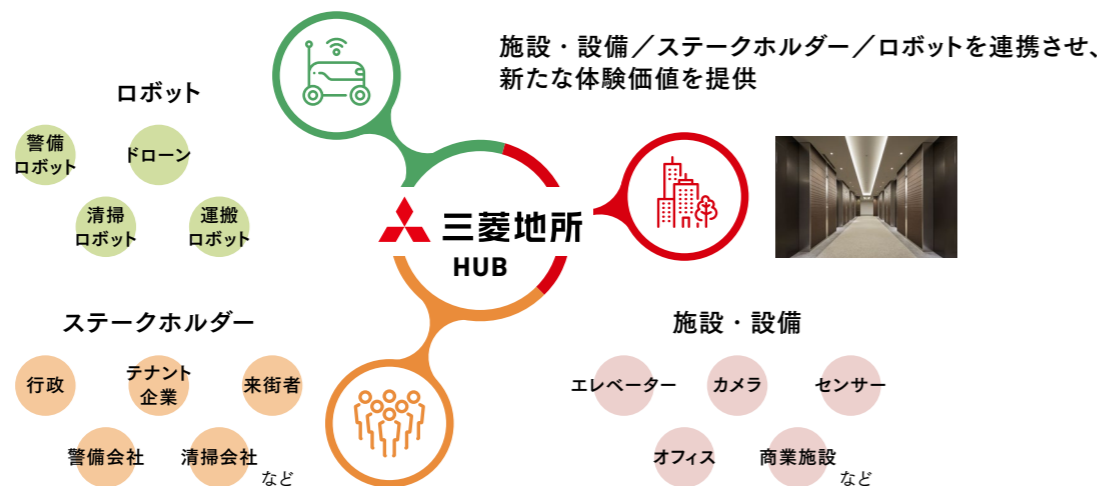 施設・設備／ステークホルダー／ロボットを連携させ、
新たな体験価値を提供
ロボット
警備
ロボット
ドローン
清掃
ロボット
運搬
ロボット
三菱地所
HUB
ステークホルダー
行政
テナント
企業
来街者
警備会社
清掃会社
など
施設・設備
エレベーター
カメラ
センサー
オフィス
商業施設
など